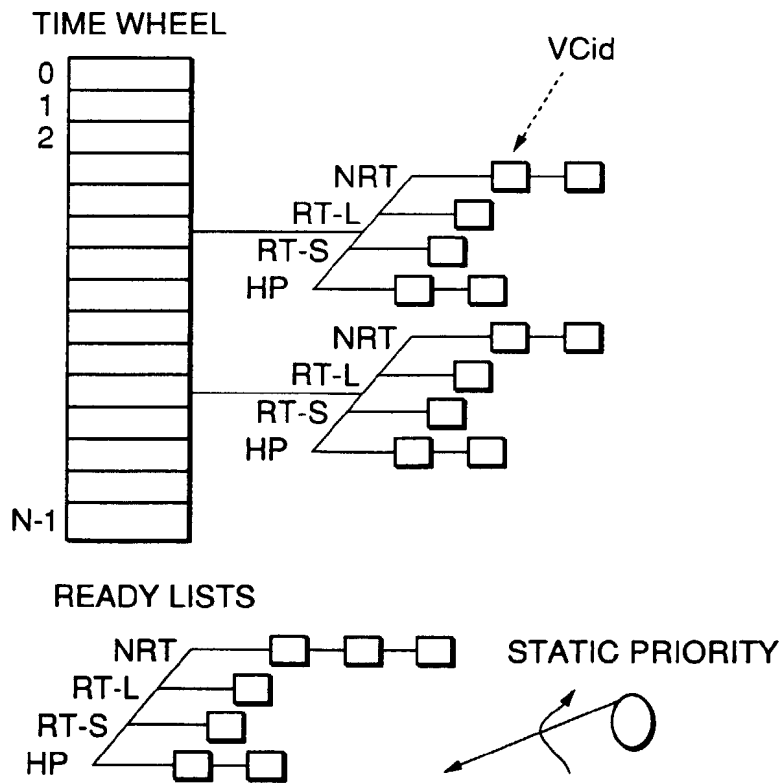 TIME WHEEL
VCid
0
1
2
NRT
RT-L
RT-S
HP
NRT
RT-L
RT-S
HP
N-1
READY LISTS
NRT
RT-L
RT-S
HP
STATIC PRIORITY